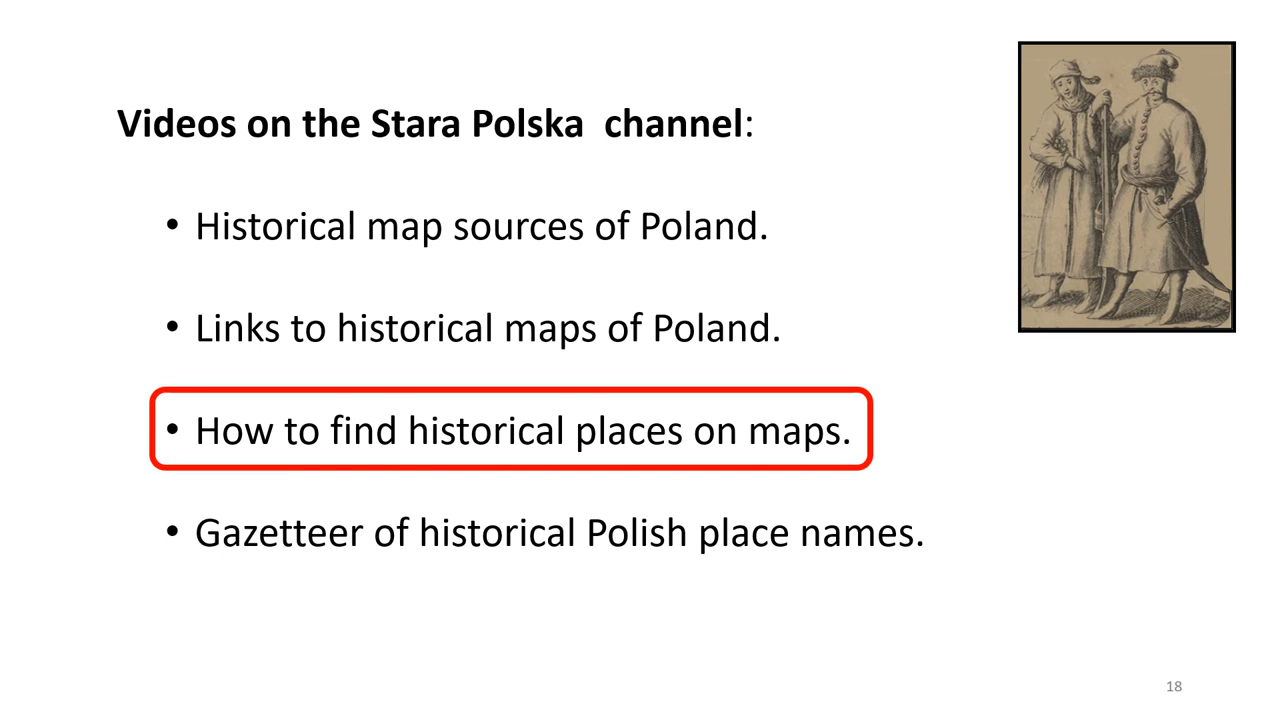 Videos on the Stara Polska  channel:
• Historical map sources of Poland.
• Links to historical maps of Poland.
• How to find historical places on maps.
• Gazetteer of historical Polish place names.
18